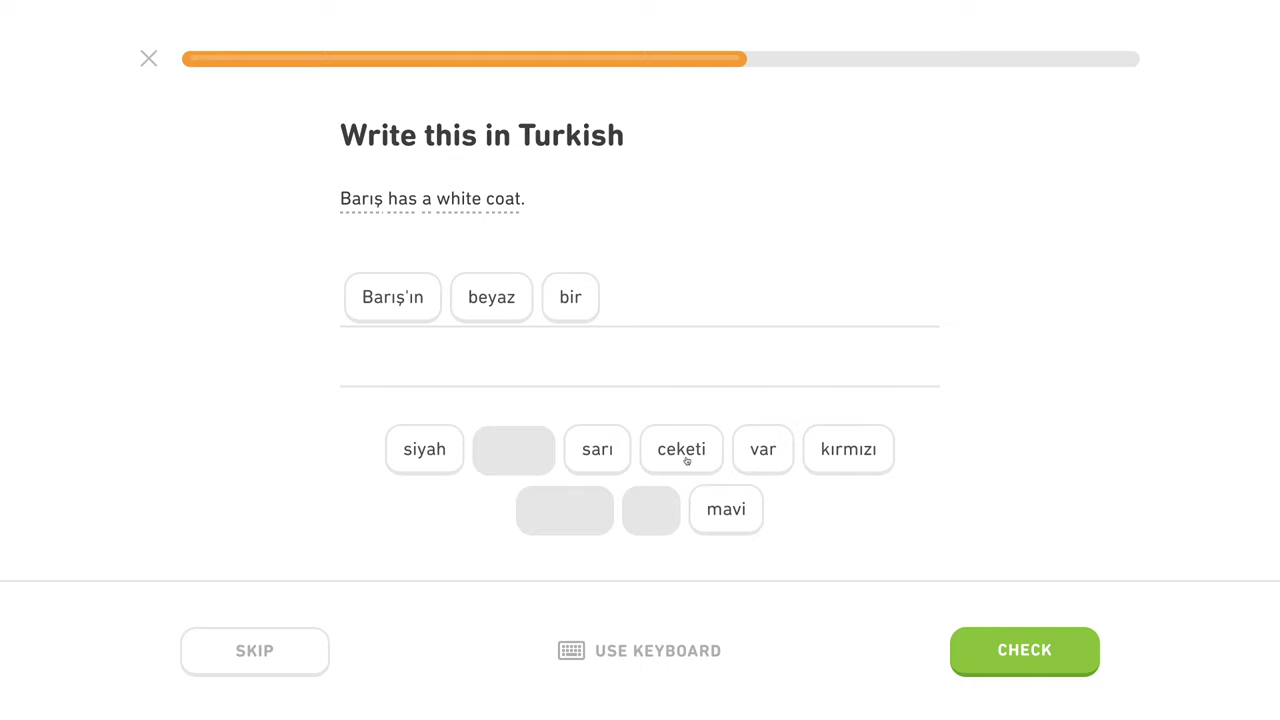 Write this in Turkish
Barış has a white coat.
Barış'ın beyaz bir
siyah sarı ceketi var kırmızı
mavi
SKIP USE KEYBOARD CHECK